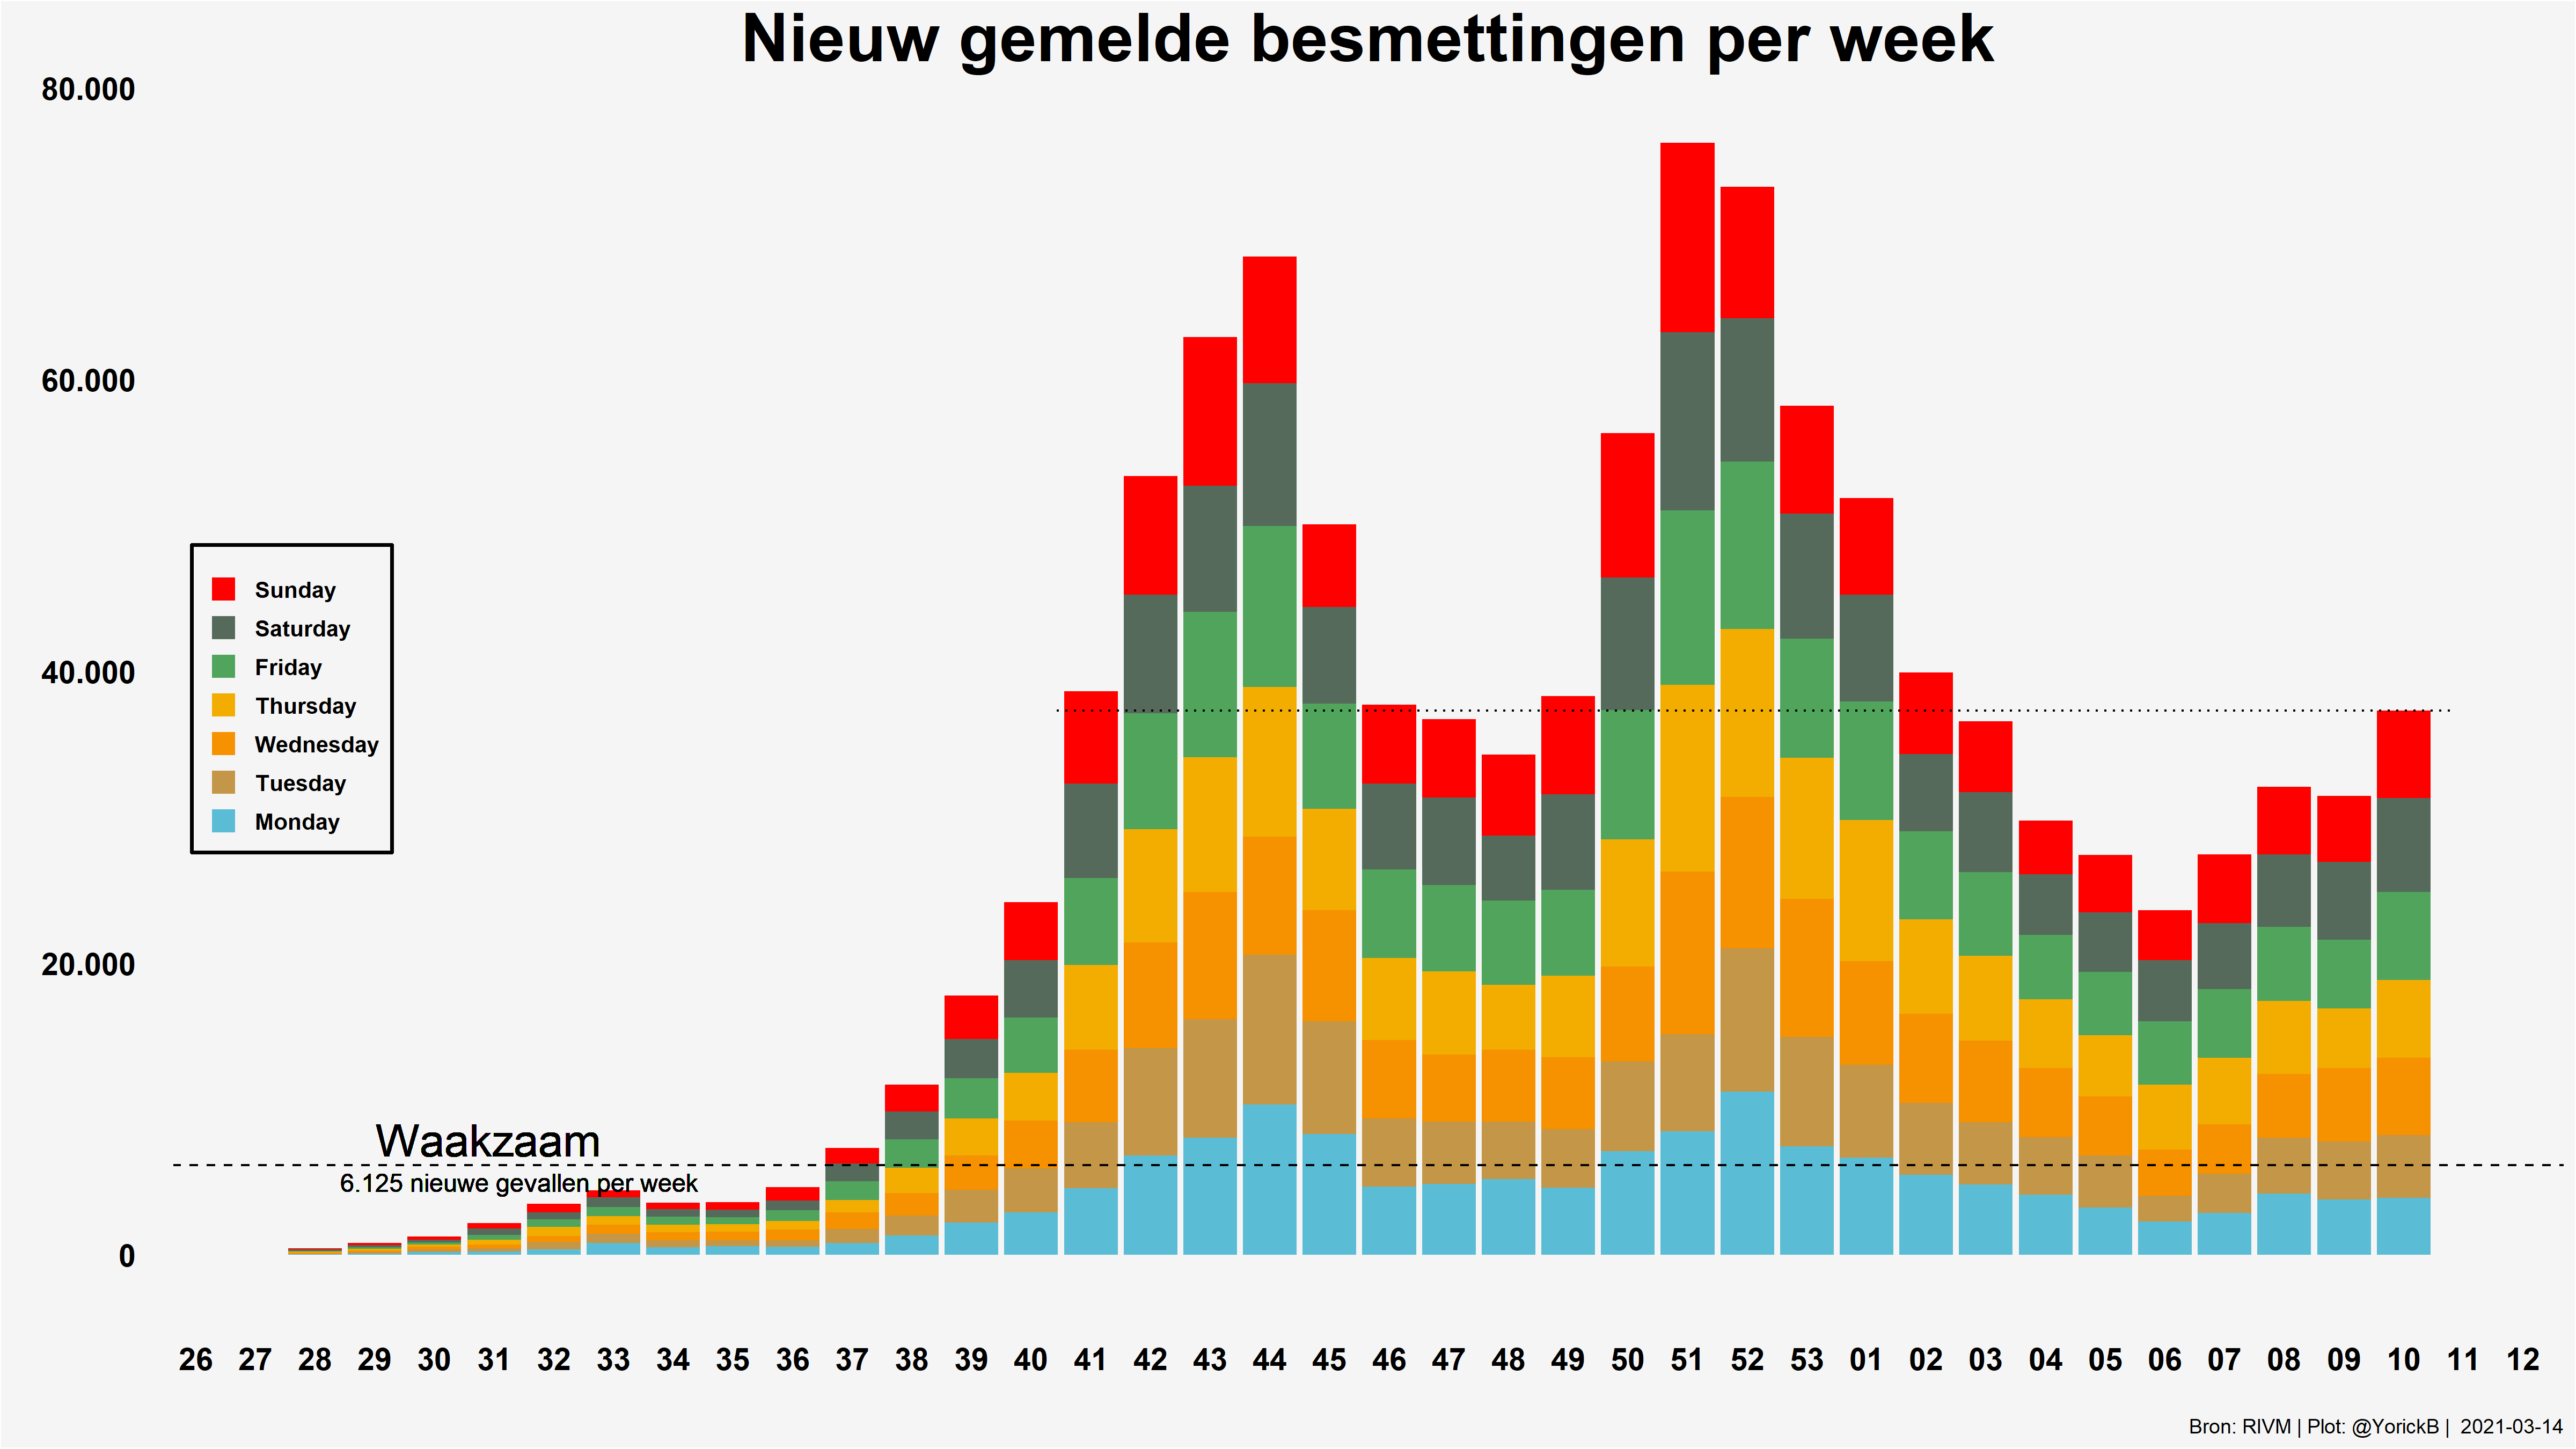 Nieuw gemelde besmettingen per week
80.000
60.000
40.000
20.000
0
Sunday
Saturday
Friday
Thursday
Wednesday
Tuesday
Monday
Waakzaam
6.125 nieuwe gevallen per week
26 27 28 29 30 31 32 33 34 35 36 37 38 39 40 41 42 43 44 45 46 47 48 49 50 51 52 53 01 02 03 04 05 06 07 08 09 10 11 12
Bron: RIVM | Plot: @YorickB | 2021-03-14